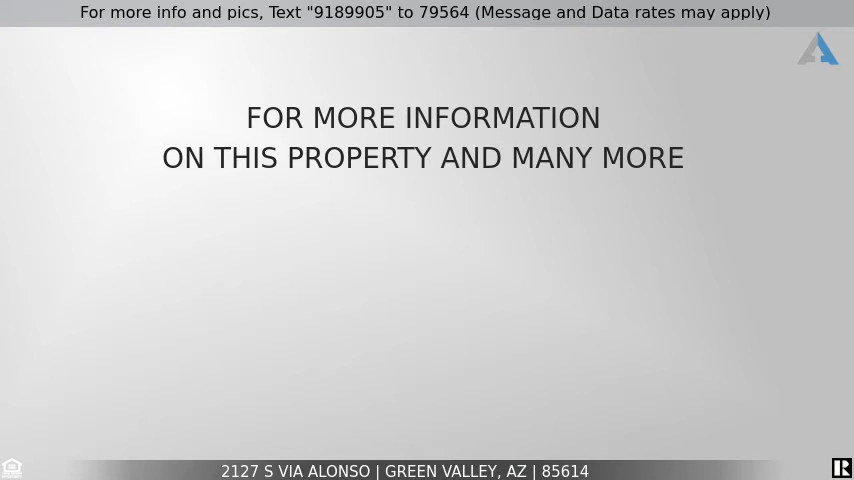 For more info and pics, Text "9189905" to 79564 (Message and Data rates may apply)
FOR MORE INFORMATION
ON THIS PROPERTY AND MANY MORE
2127 S VIA ALONSO | GREEN VALLEY, AZ | 85614